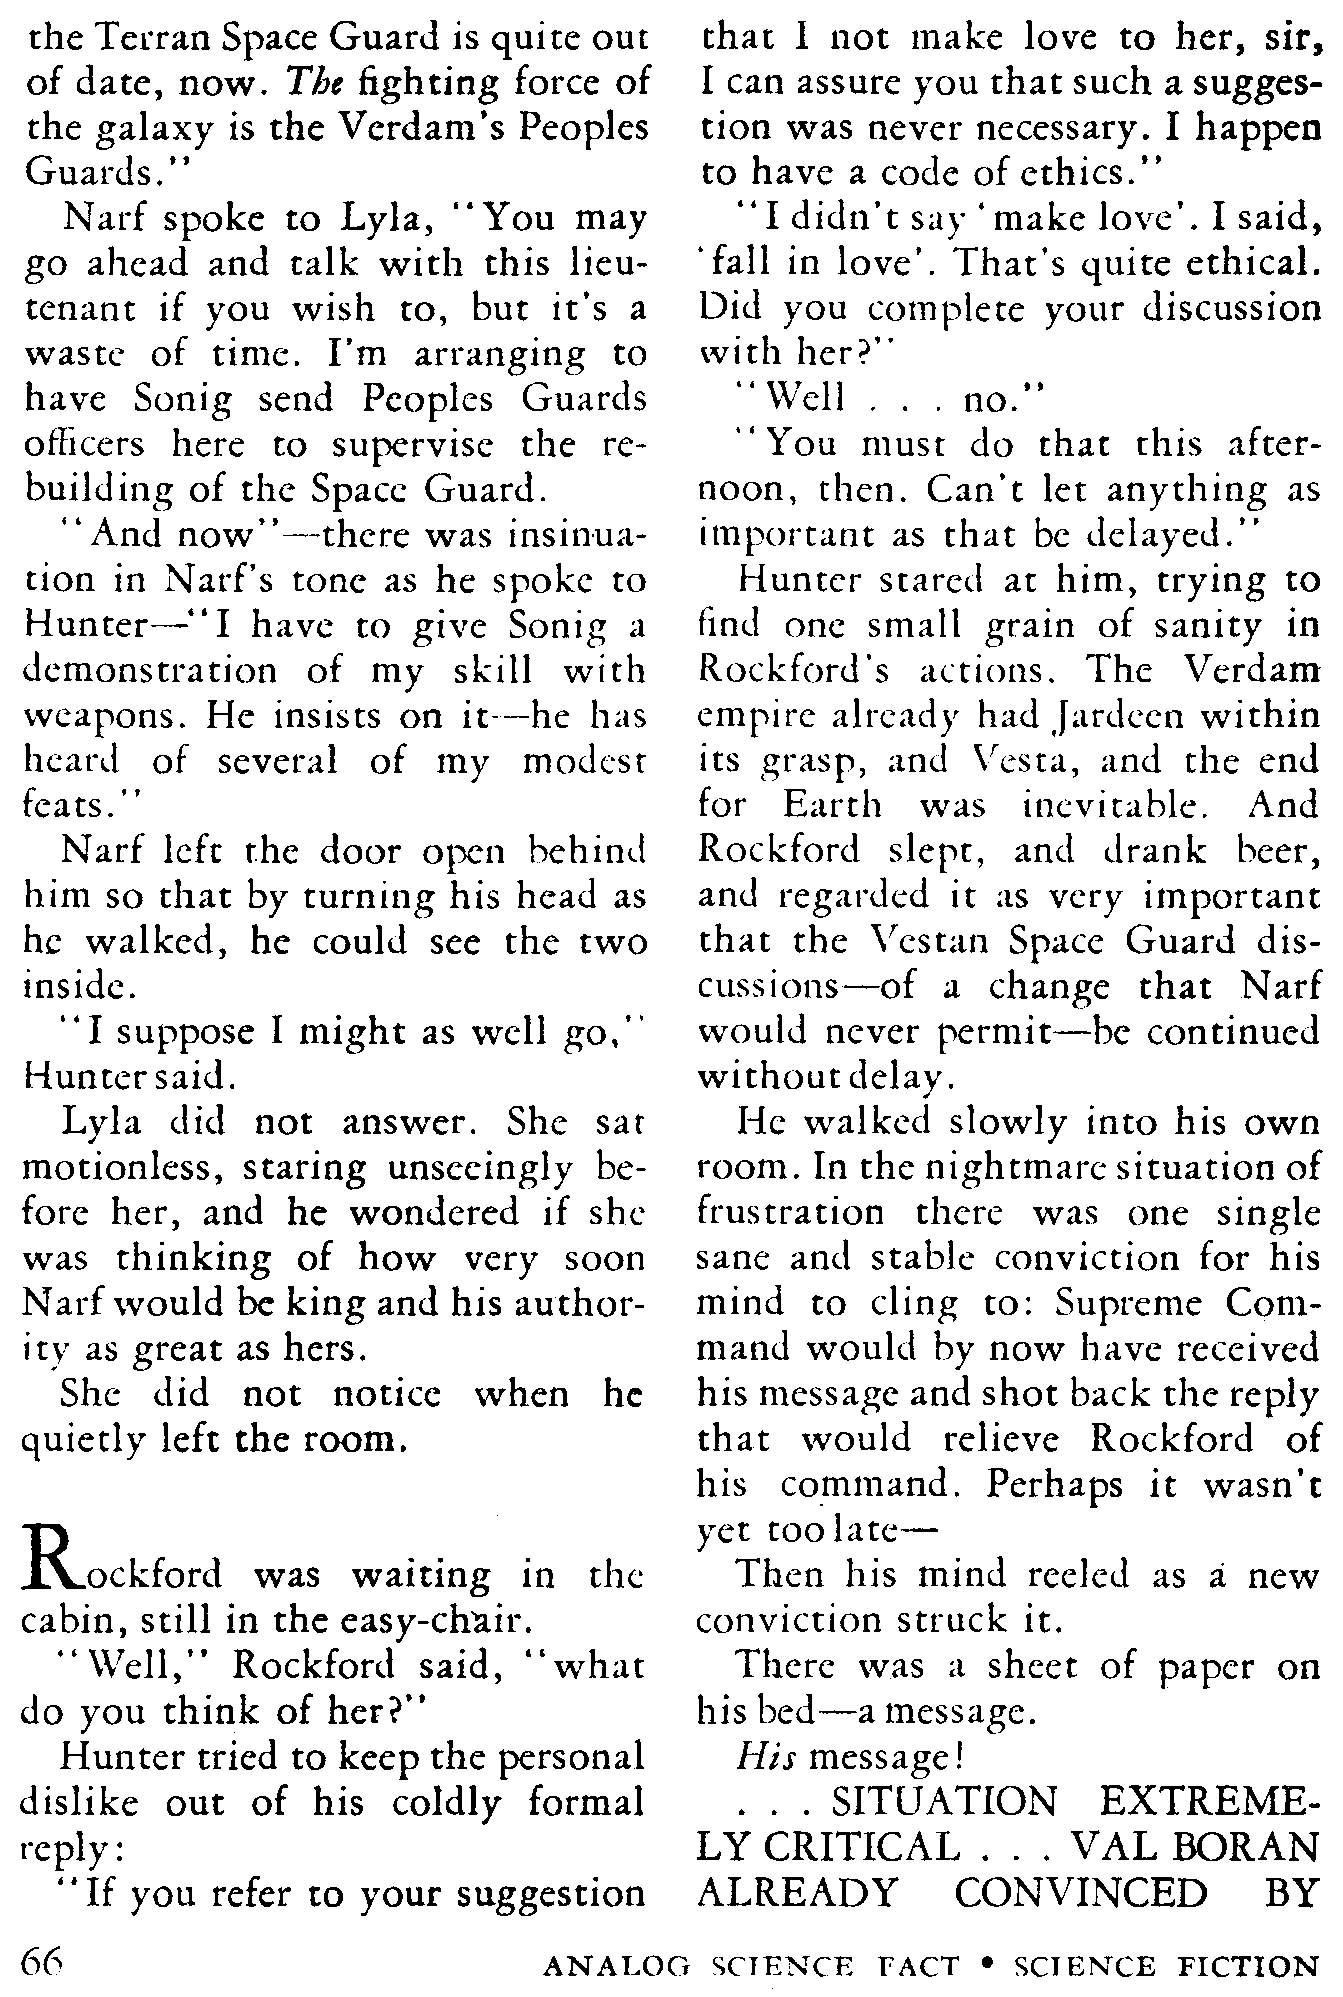 the Terran Space Guard is quite out
of date, now. The fighting force of
the galaxy is the Verdam's Peoples
Guards."
Narf spoke to Lyla, "You may
go ahead and talk with this lieu-
tenant if you wish to, but it's a
waste of time. I'm arranging to
have Sonig send Peoples Guards
officers here to supervise the re-
building of the Space Guard.
"And now"—there was insinua-
tion in Narf's tone as he spoke to
Hunter—"I have to give Sonig a
demonstration of my skill with
weapons. He insists on it—he has
heard of several of my modest
feats."
Narf left the door open behind
him so that by turning his head as
he walked, he could see the two
inside.
"I suppose I might as well go,"
Hunter said.
Lyla did not answer. She sat
motionless, staring unseeingly be-
fore her, and he wondered if she
was thinking of how very soon
Narf would be king and his author-
ity as great as hers.
She did not notice when he
quietly left the room.
Rockford was waiting in the
cabin, still in the easy-chair.
"Well," Rockford said, "what
do you think of her?"
Hunter tried to keep the personal
dislike out of his coldly formal
reply:
"If you refer to your suggestion
that I not make love to her, sir,
I can assure you that such a sugges-
tion was never necessary. I happen
to have a code of ethics."
"I didn't say 'make love'. I said,
'fall in love'. That's quite ethical.
Did you complete your discussion
with her?"
"Well . . . no."
"You must do that this after-
noon, then. Can't let anything as
important as that be delayed."
Hunter stared at him, trying to
find one small grain of sanity in
Rockford's actions. The Verdam
empire already had Jardeen within
its grasp, and Vesta, and the end
for Earth was inevitable. And
Rockford slept, and drank beer,
and regarded it as very important
that the Vestan Space Guard dis-
cussions—of a change that Narf
would never permit—be continued
without delay.
He walked slowly into his own
room. In the nightmare situation of
frustration there was one single
sane and stable conviction for his
mind to cling to: Supreme Com-
mand would by now have received
his message and shot back the reply
that would relieve Rockford of
his command. Perhaps it wasn't
yet too late—
Then his mind reeled as a new
conviction struck it.
There was a sheet of paper on
his bed—a message.
His message!
. . . SITUATION EXTREME-
LY CRITICAL . . . VAL BORAN
ALREADY CONVINCED BY
66
ANALOG SCIENCE FACT • SCIENCE FICTION